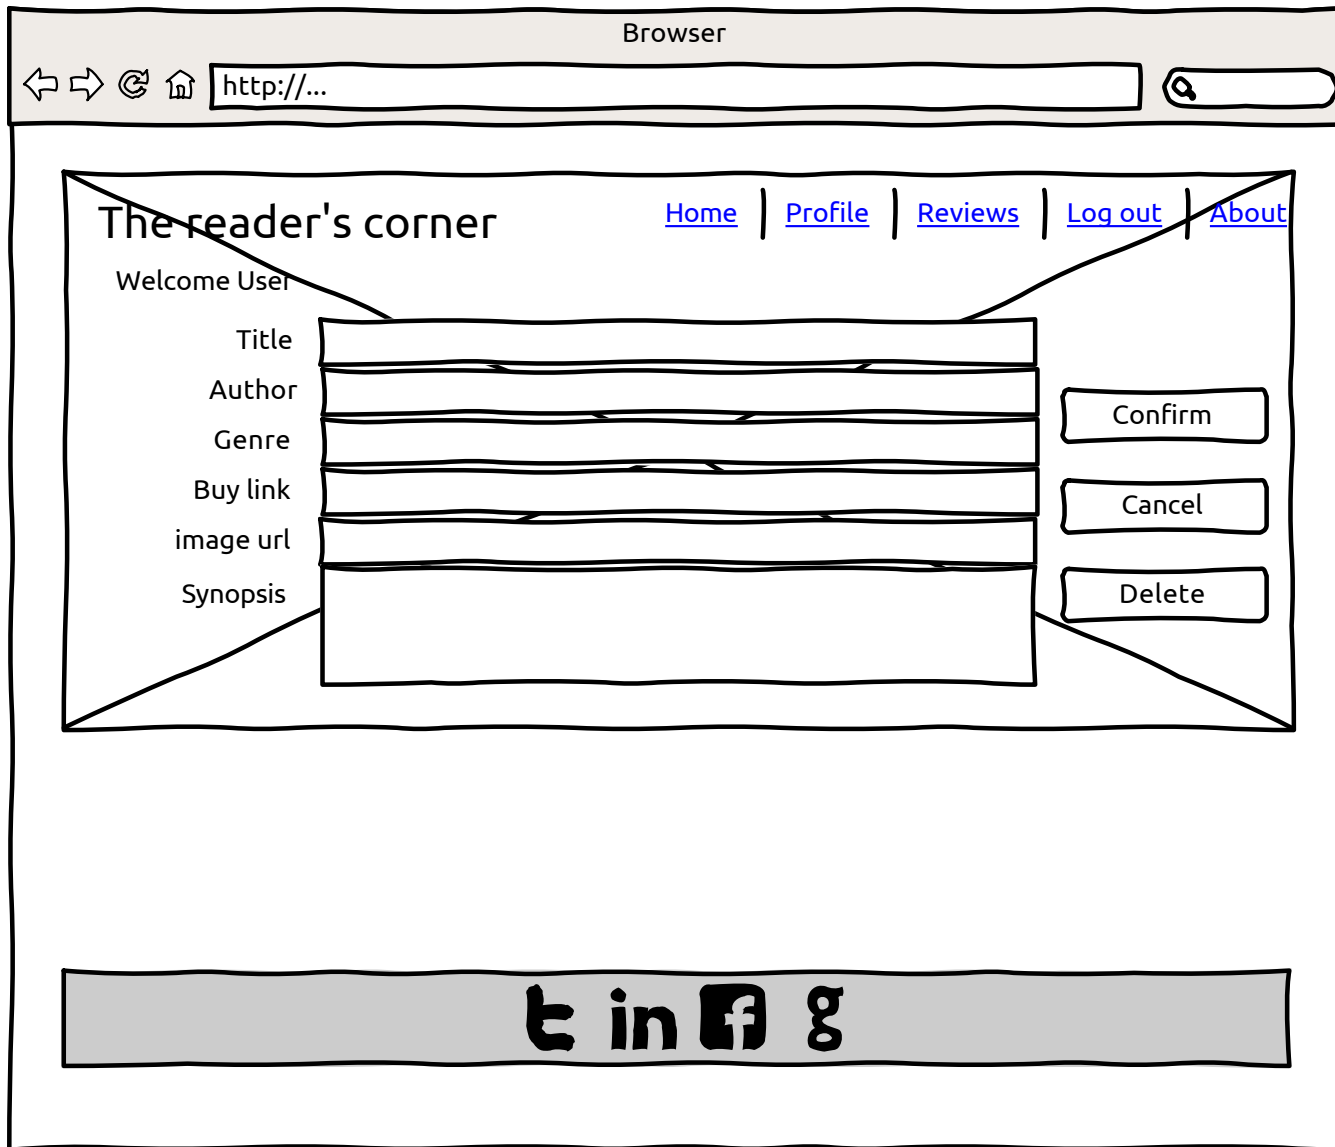 Browser
http://...
The reader's corner
Home Profile Reviews Log out About
Welcome User
Title
Author
Confirm
Genre
Buy link
Cancel
image url
Synopsis
Delete
t in f g